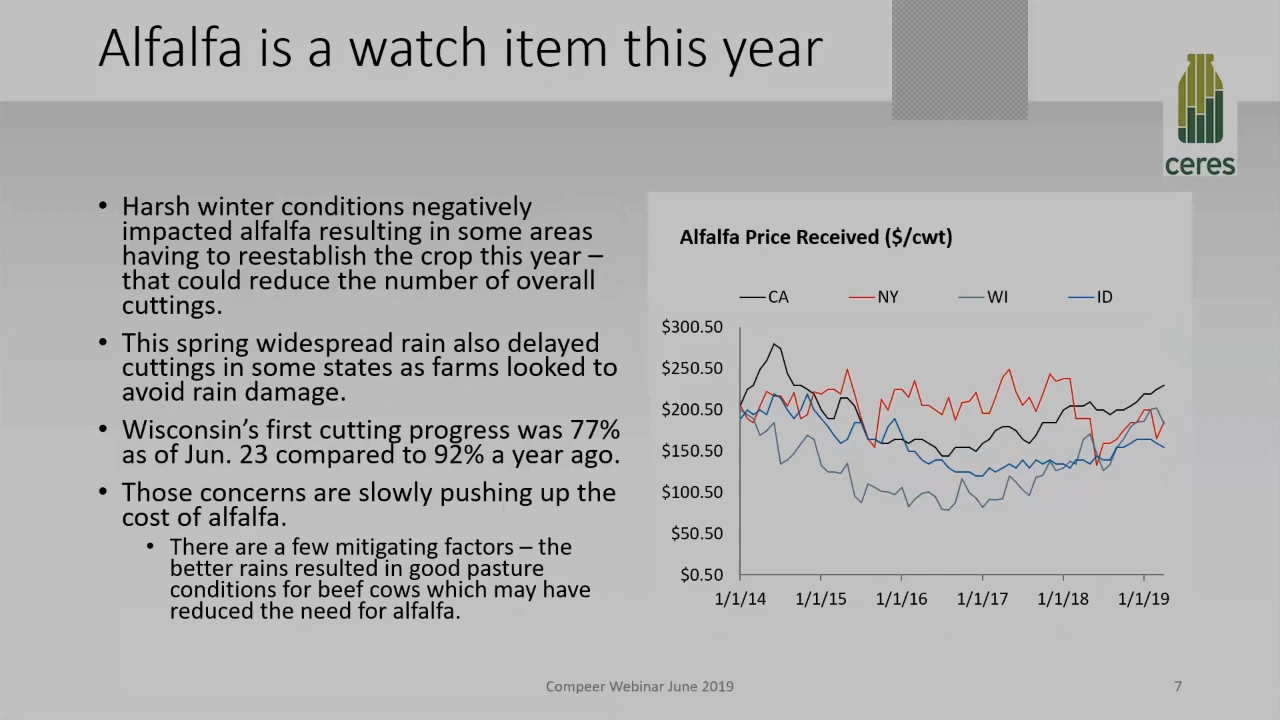 Alfalfa is a watch item this year
ceres
• Harsh winter conditions negatively
impacted alfalfa resulting in some areas
having to reestablish the crop this year –
that could reduce the number of overall
cuttings.
• This spring widespread rain also delayed
cuttings in some states as farms looked to
avoid rain damage.
• Wisconsin’s first cutting progress was 77%
as of Jun. 23 compared to 92% a year ago.
• Those concerns are slowly pushing up the
cost of alfalfa.
• There are a few mitigating factors – the
better rains resulted in good pasture
conditions for beef cows which may have
reduced the need for alfalfa.
Alfalfa Price Received ($/cwt)
CA NY WI ID
$300.50
$250.50
$200.50
$150.50
$100.50
$50.50
$0.50
1/1/14 1/1/15 1/1/16 1/1/17 1/1/18 1/1/19
Compeer Webinar June 2019
7